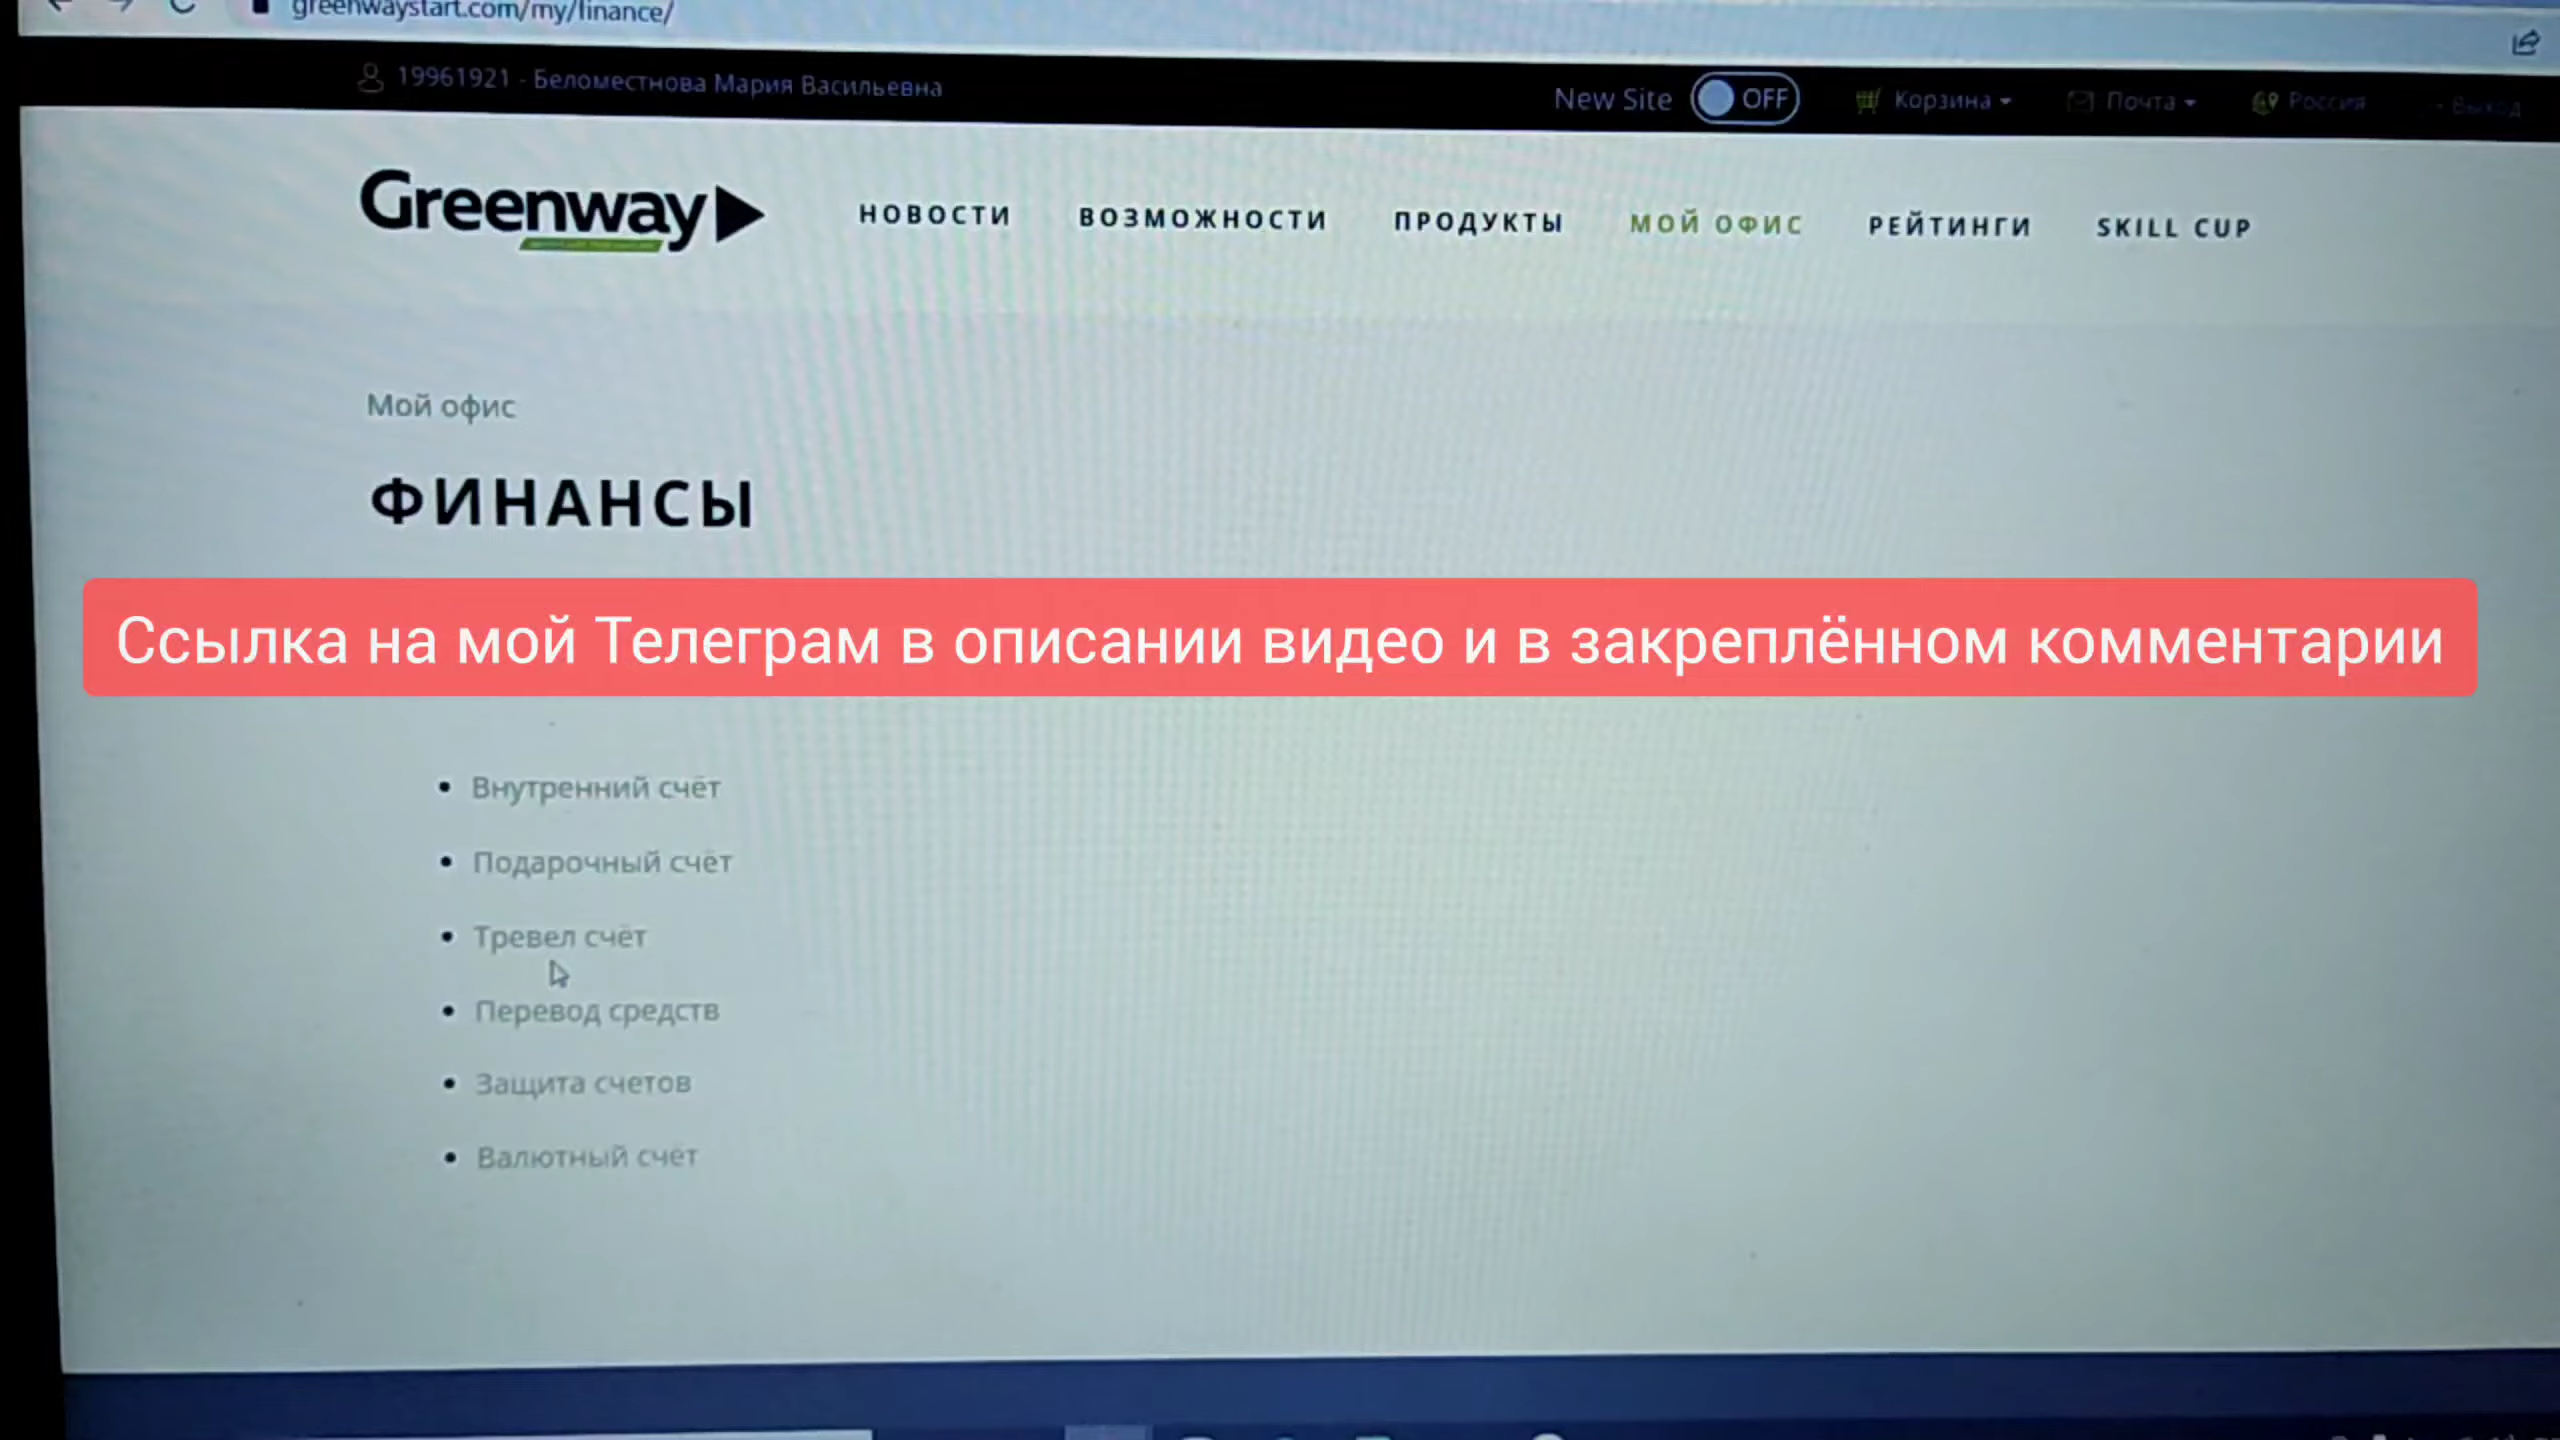 greenwaystart.com/my/finance/
19961921 - Беломестнова Мария Васильевна
New Site OFF Корзина Почта Россия Выход
Greenway НОВОСТИ ВОЗМОЖНОСТИ ПРОДУКТЫ МОЙ ОФИС РЕЙТИНГИ SKILL CUP
Мой офис
ФИНАНСЫ
Ссылка на мой Телеграм в описании видео и в закреплённом комментарии
• Внутренний счёт
• Подарочный счёт
• Тревел счёт
• Перевод средств
• Защита счетов
• Валютный счёт